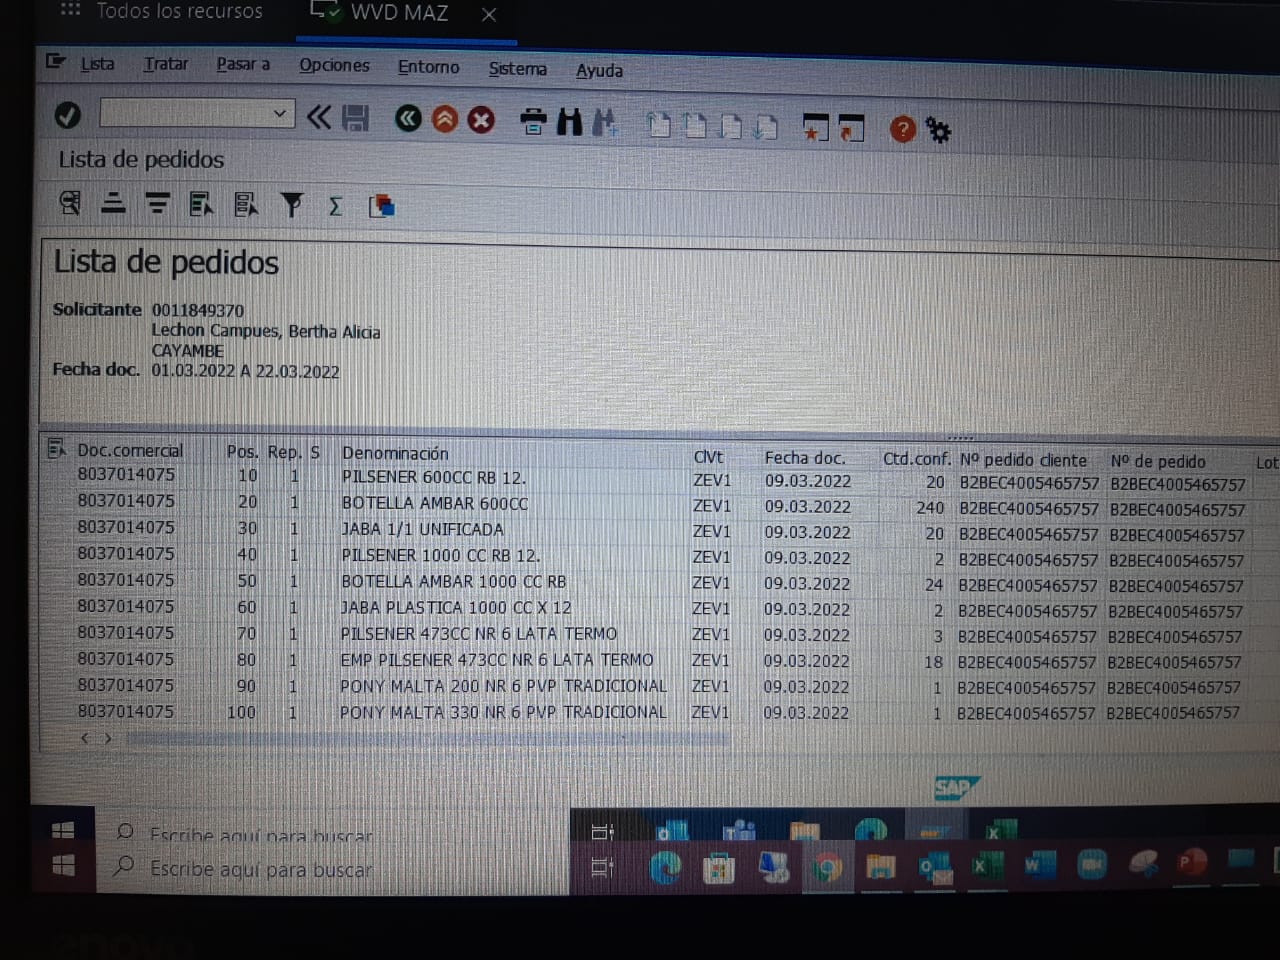 Todos los recursos WVD MAZ
Lista Tratar Pasar a Opciones Entorno Sistema Ayuda
Lista de pedidos
Lista de pedidos
Solicitante 0011849370
Lechon Campues, Bertha Alicia
CAYAMBE
Fecha doc. 01.03.2022 A 22.03.2022
Doc.comercial Pos. Rep. S Denominación ClVt Fecha doc. Ctd.conf. Nº pedido cliente Nº de pedido Lot
8037014075 10 1 PILSENER 600CC RB 12. ZEV1 09.03.2022 20 B2BEC4005465757 B2BEC4005465757
8037014075 20 1 BOTELLA AMBAR 600CC ZEV1 09.03.2022 240 B2BEC4005465757 B2BEC4005465757
8037014075 30 1 JABA 1/1 UNIFICADA ZEV1 09.03.2022 20 B2BEC4005465757 B2BEC4005465757
8037014075 40 1 PILSENER 1000 CC RB 12. ZEV1 09.03.2022 2 B2BEC4005465757 B2BEC4005465757
8037014075 50 1 BOTELLA AMBAR 1000 CC RB ZEV1 09.03.2022 24 B2BEC4005465757 B2BEC4005465757
8037014075 60 1 JABA PLASTICA 1000 CC X 12 ZEV1 09.03.2022 2 B2BEC4005465757 B2BEC4005465757
8037014075 70 1 PILSENER 473CC NR 6 LATA TERMO ZEV1 09.03.2022 3 B2BEC4005465757 B2BEC4005465757
8037014075 80 1 EMP PILSENER 473CC NR 6 LATA TERMO ZEV1 09.03.2022 18 B2BEC4005465757 B2BEC4005465757
8037014075 90 1 PONY MALTA 200 NR 6 PVP TRADICIONAL ZEV1 09.03.2022 1 B2BEC4005465757 B2BEC4005465757
8037014075 100 1 PONY MALTA 330 NR 6 PVP TRADICIONAL ZEV1 09.03.2022 1 B2BEC4005465757 B2BEC4005465757
SAP
Escribe aquí para buscar
Escribe aquí para buscar